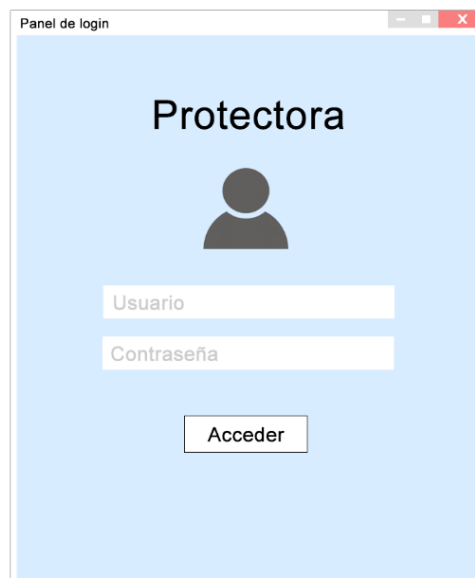 Panel de login
Protectora
Usuario
Contraseña
Acceder